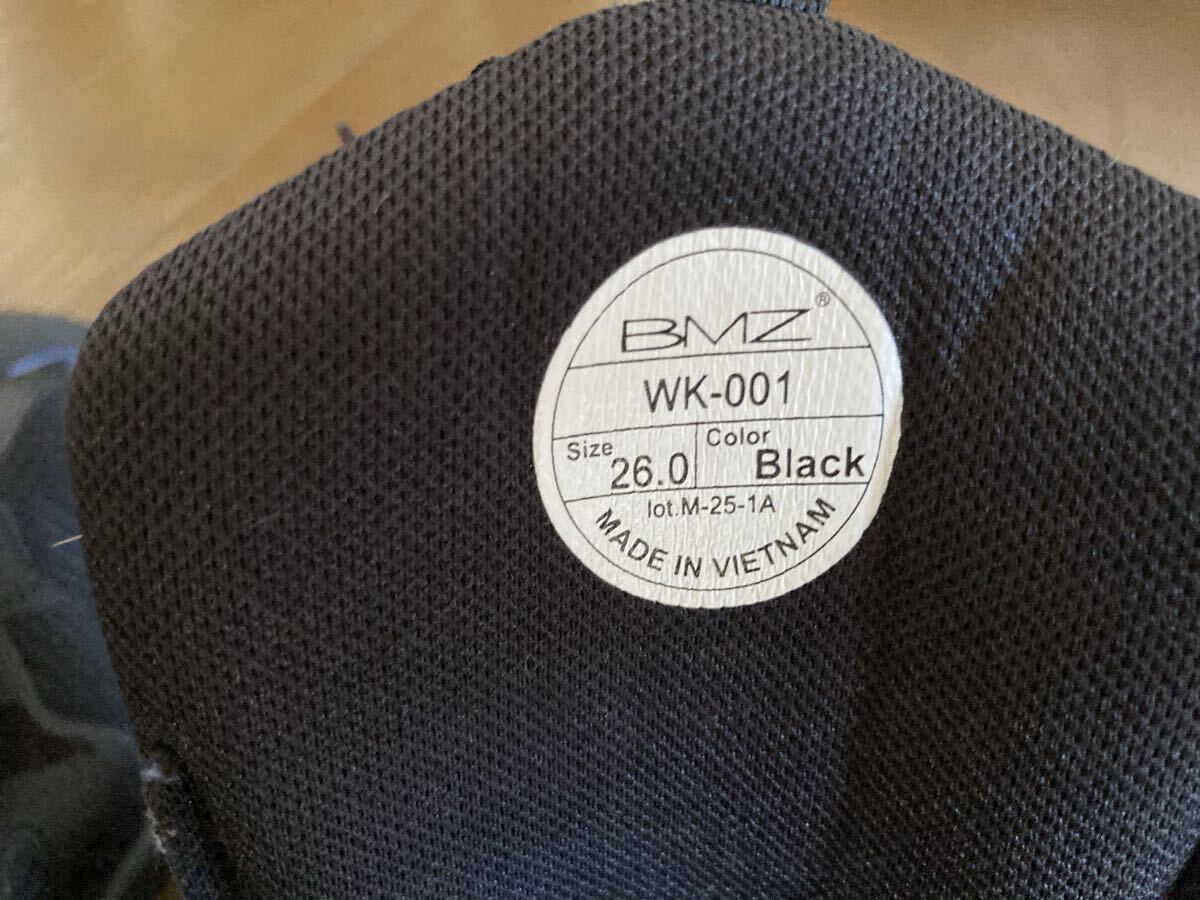 BMZ®
WK-001
Size 26.0 Color Black
lot.M-25-1A
MADE IN VIETNAM